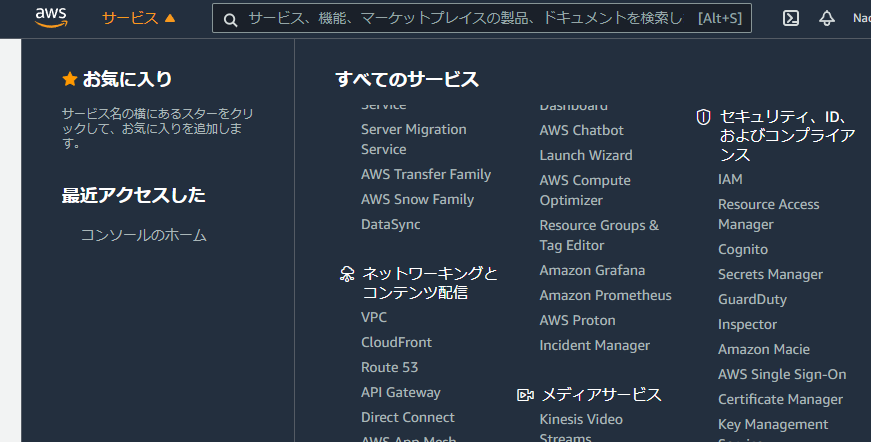 aws
サービス
サービス、機能、マーケットプレイスの製品、ドキュメントを検索し
[Alt+S]
お気に入り
サービス名の横にあるスターをクリ
ックして、お気に入りを追加しま
す。
最近アクセスした
コンソールのホーム
すべてのサービス
Service
Server Migration
Service
AWS Transfer Family
AWS Snow Family
DataSync
ネットワーキングと
コンテンツ配信
VPC
CloudFront
Route 53
API Gateway
Direct Connect
AWS App Mesh
Dashboard
AWS Chatbot
Launch Wizard
AWS Compute
Optimizer
Resource Groups &
Tag Editor
Amazon Grafana
Amazon Prometheus
AWS Proton
Incident Manager
メディアサービス
Kinesis Video
Streams
セキュリティ、ID、
およびコンプライア
ンス
IAM
Resource Access
Manager
Cognito
Secrets Manager
GuardDuty
Inspector
Amazon Macie
AWS Single Sign-On
Certificate Manager
Key Management